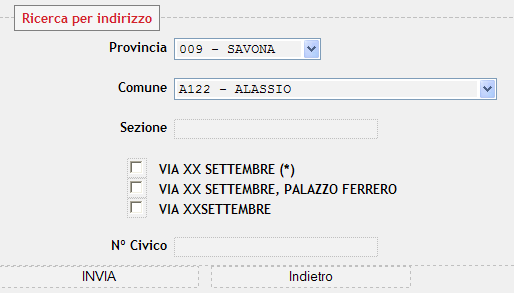 Ricerca per indirizzo
Provincia 009 - SAVONA
Comune A122 - ALASSIO
Sezione
VIA XX SETTEMBRE (*)
VIA XX SETTEMBRE, PALAZZO FERRERO
VIA XXSETTEMBRE
N° Civico
INVIA Indietro